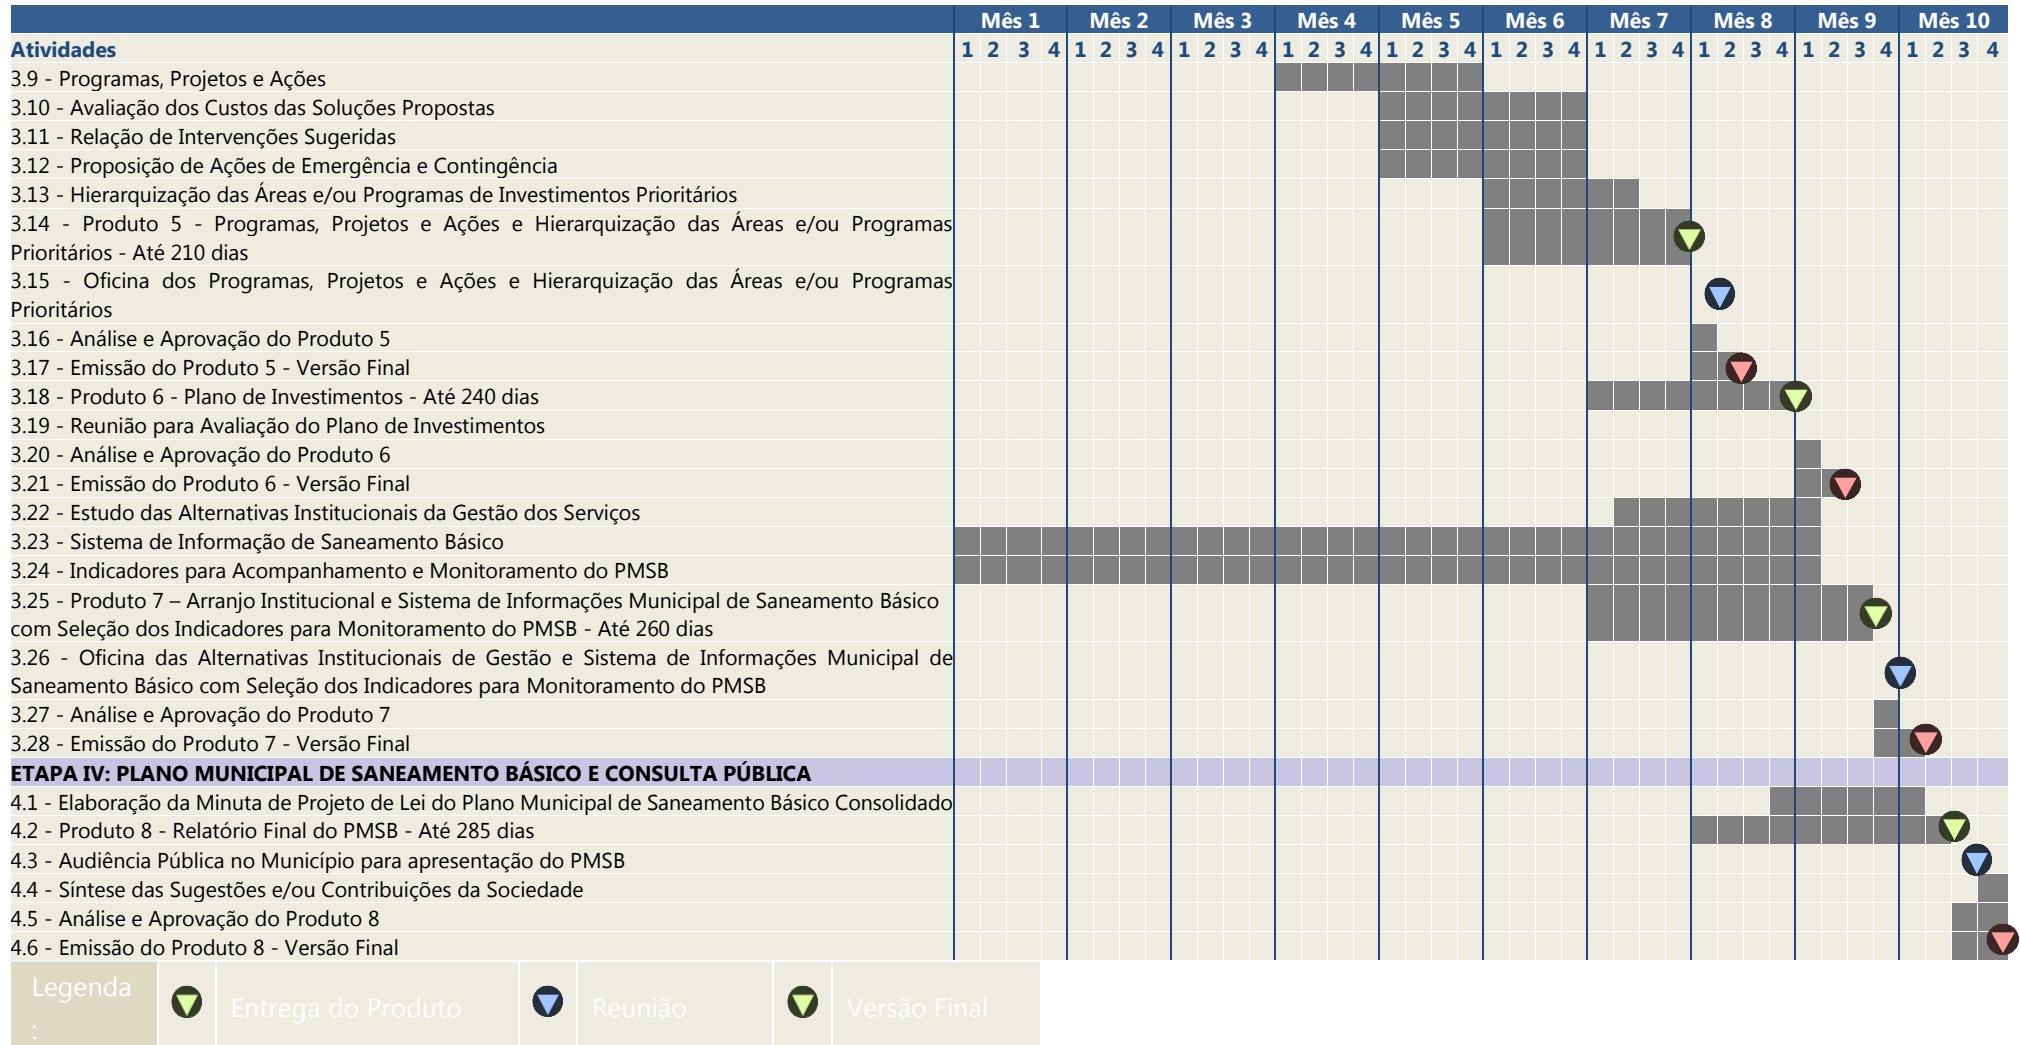 Mês 1 Mês 2 Mês 3 Mês 4 Mês 5 Mês 6 Mês 7 Mês 8 Mês 9 Mês 10
Atividades 1 2 3 4 1 2 3 4 1 2 3 4 1 2 3 4 1 2 3 4 1 2 3 4 1 2 3 4 1 2 3 4 1 2 3 4 1 2 3 4
3.9 - Programas, Projetos e Ações
3.10 - Avaliação dos Custos das Soluções Propostas
3.11 - Relação de Intervenções Sugeridas
3.12 - Proposição de Ações de Emergência e Contingência
3.13 - Hierarquização das Áreas e/ou Programas de Investimentos Prioritários
3.14 - Produto 5 - Programas, Projetos e Ações e Hierarquização das Áreas e/ou Programas
Prioritários - Até 210 dias
3.15 - Oficina dos Programas, Projetos e Ações e Hierarquização das Áreas e/ou Programas
Prioritários
3.16 - Análise e Aprovação do Produto 5
3.17 - Emissão do Produto 5 - Versão Final
3.18 - Produto 6 - Plano de Investimentos - Até 240 dias
3.19 - Reunião para Avaliação do Plano de Investimentos
3.20 - Análise e Aprovação do Produto 6
3.21 - Emissão do Produto 6 - Versão Final
3.22 - Estudo das Alternativas Institucionais da Gestão dos Serviços
3.23 - Sistema de Informação de Saneamento Básico
3.24 - Indicadores para Acompanhamento e Monitoramento do PMSB
3.25 - Produto 7 – Arranjo Institucional e Sistema de Informações Municipal de Saneamento Básico
com Seleção dos Indicadores para Monitoramento do PMSB - Até 260 dias
3.26 - Oficina das Alternativas Institucionais de Gestão e Sistema de Informações Municipal de
Saneamento Básico com Seleção dos Indicadores para Monitoramento do PMSB
3.27 - Análise e Aprovação do Produto 7
3.28 - Emissão do Produto 7 - Versão Final
ETAPA IV: PLANO MUNICIPAL DE SANEAMENTO BÁSICO E CONSULTA PÚBLICA
4.1 - Elaboração da Minuta de Projeto de Lei do Plano Municipal de Saneamento Básico Consolidado
4.2 - Produto 8 - Relatório Final do PMSB - Até 285 dias
4.3 - Audiência Pública no Município para apresentação do PMSB
4.4 - Síntese das Sugestões e/ou Contribuições da Sociedade
4.5 - Análise e Aprovação do Produto 8
4.6 - Emissão do Produto 8 - Versão Final
Legenda
: Entrega do Produto Reunião Versão Final